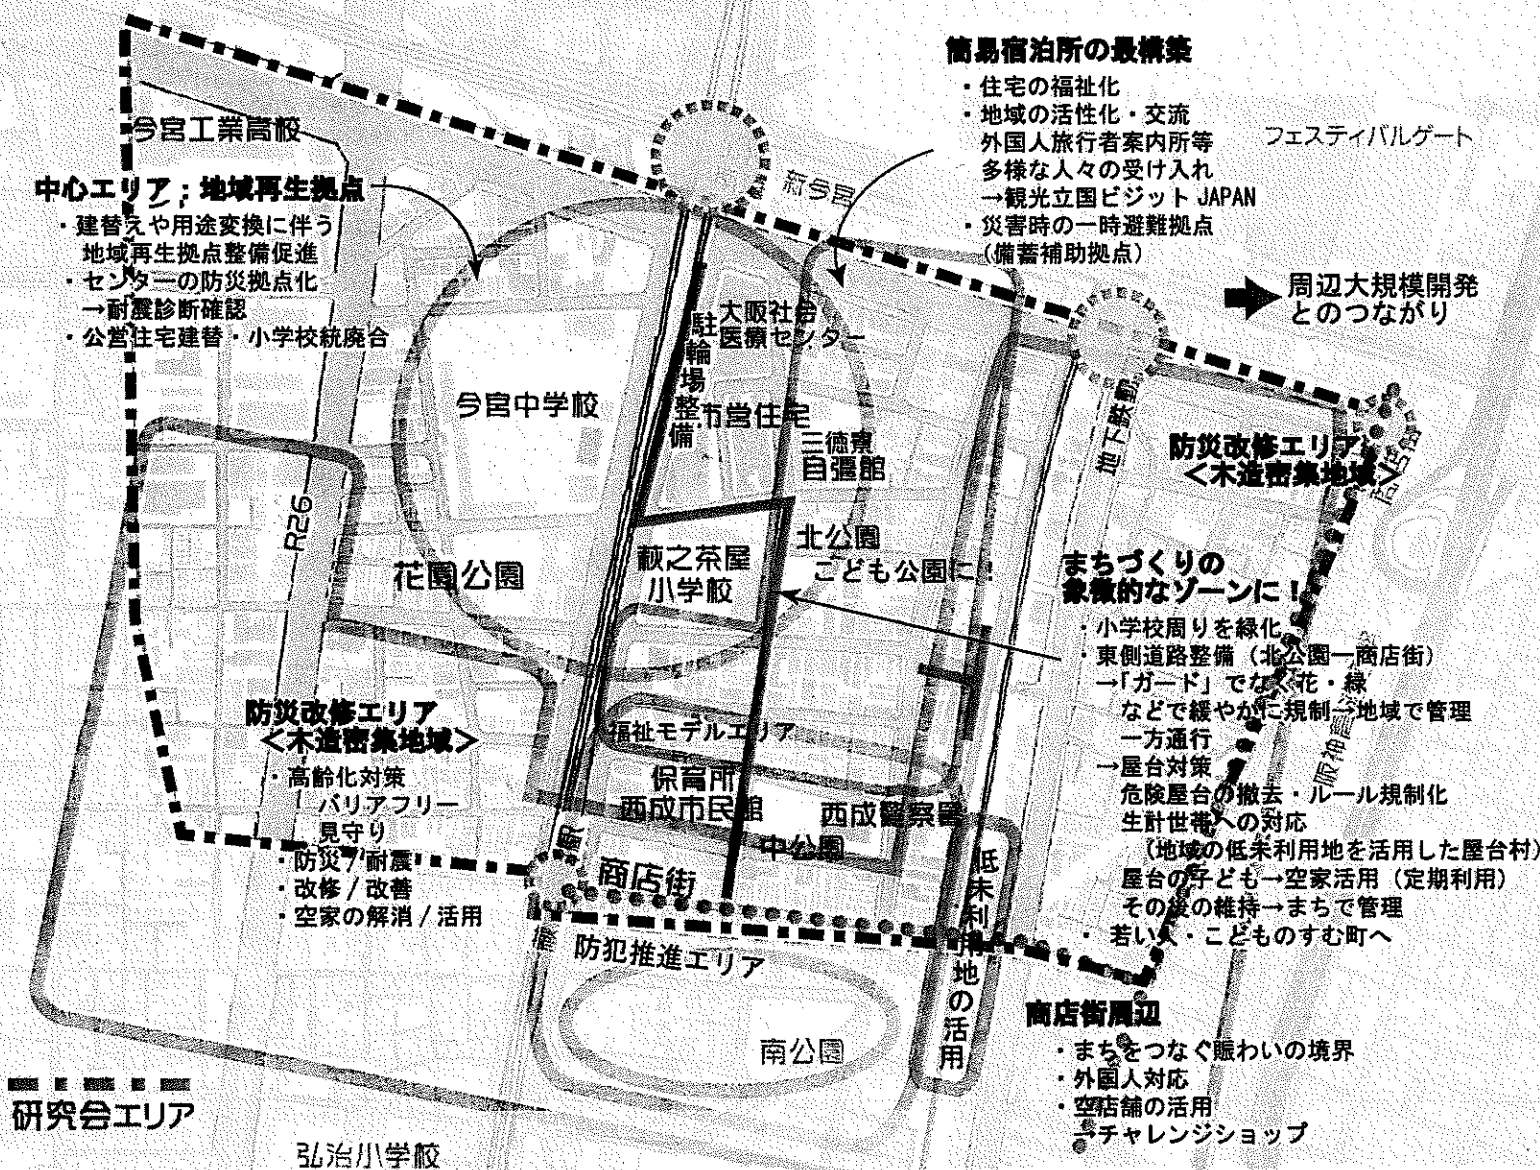 簡易宿泊所の最構築
・住宅の福祉化
・地域の活性化・交流
外国人旅行者案内所等
多様な人々の受け入れ
→観光立国ビジット JAPAN
・災害時の一時避難拠点
(備蓄補助拠点)
フェスティバルゲート
今宮工業高校
新今宮
中心エリア：地域再生拠点
・建替えや用途変換に伴う
地域再生拠点整備促進
・センターの防災拠点化
→耐震診断確認
・公営住宅建替・小学校統廃合
周辺大規模開発
とのつながり
大阪社会
医療センター
駐輪場整備
市営住宅
今宮中学校
三徳寮
自彊館
地下鉄動
防災改修エリア
＜木造密集地域＞
商店街
R26
北公園
こども公園に！
萩之茶屋
小学校
花園公園
まちづくりの
象徴的なゾーンに！
・小学校周りを緑化
・東側道路整備（北公園ー商店街）
→「ガード」でなく花・緑
などで緩やかに規制→地域で管理
一方通行
→屋台対策
危険屋台の撤去・ルール規制化
生計世帯への対応
（地域の低未利用地を活用した屋台村）
屋台の子ども→空家活用（定期利用）
その後の維持→まちで管理
・若い人・こどものすむ町へ
阪神高
防災改修エリア
＜木造密集地域＞
・高齢化対策
バリアフリー
見守り
・防災/耐震
・改修/改善
・空家の解消/活用
福祉モデルエリア
保育所
西成市民館
西成警察署
中公園
駅
商店街
低未利用地の活用
防犯推進エリア
南公園
商店街周辺
・まちをつなぐ賑わいの境界
・外国人対応
・空店舗の活用
→チャレンジショップ
研究会エリア
弘治小学校